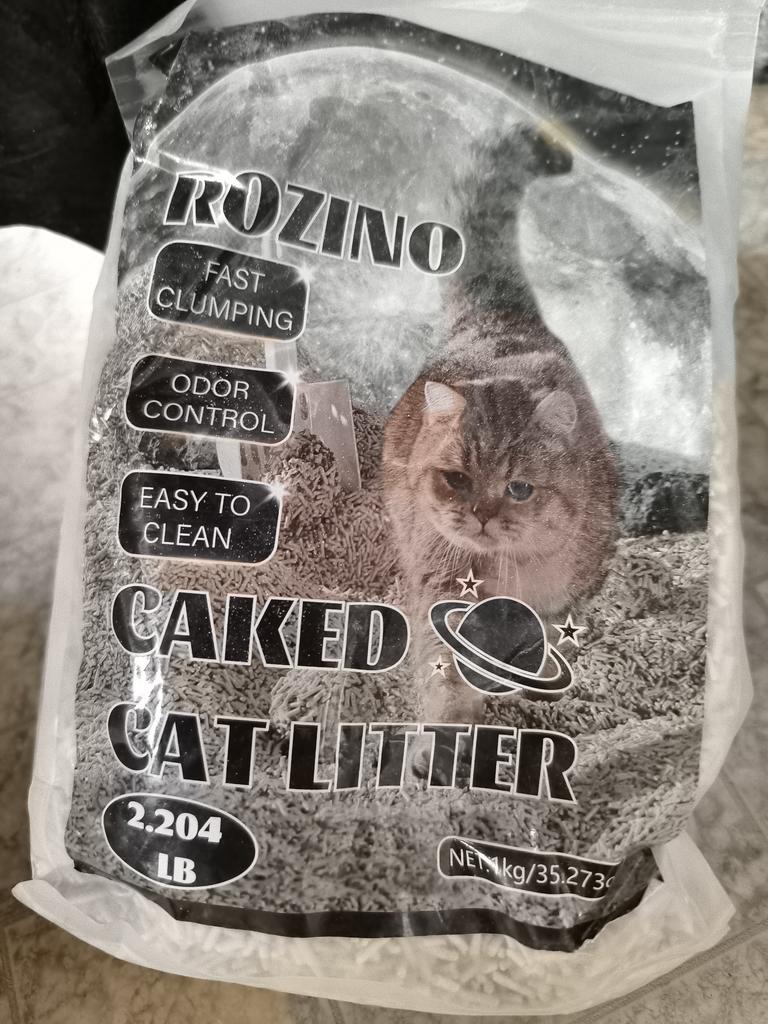 ROZINO
FAST
CLUMPING
ODOR
CONTROL
EASY TO
CLEAN
CAKED
CAT LITTER
2.204
LB
NET:1kg/35.273